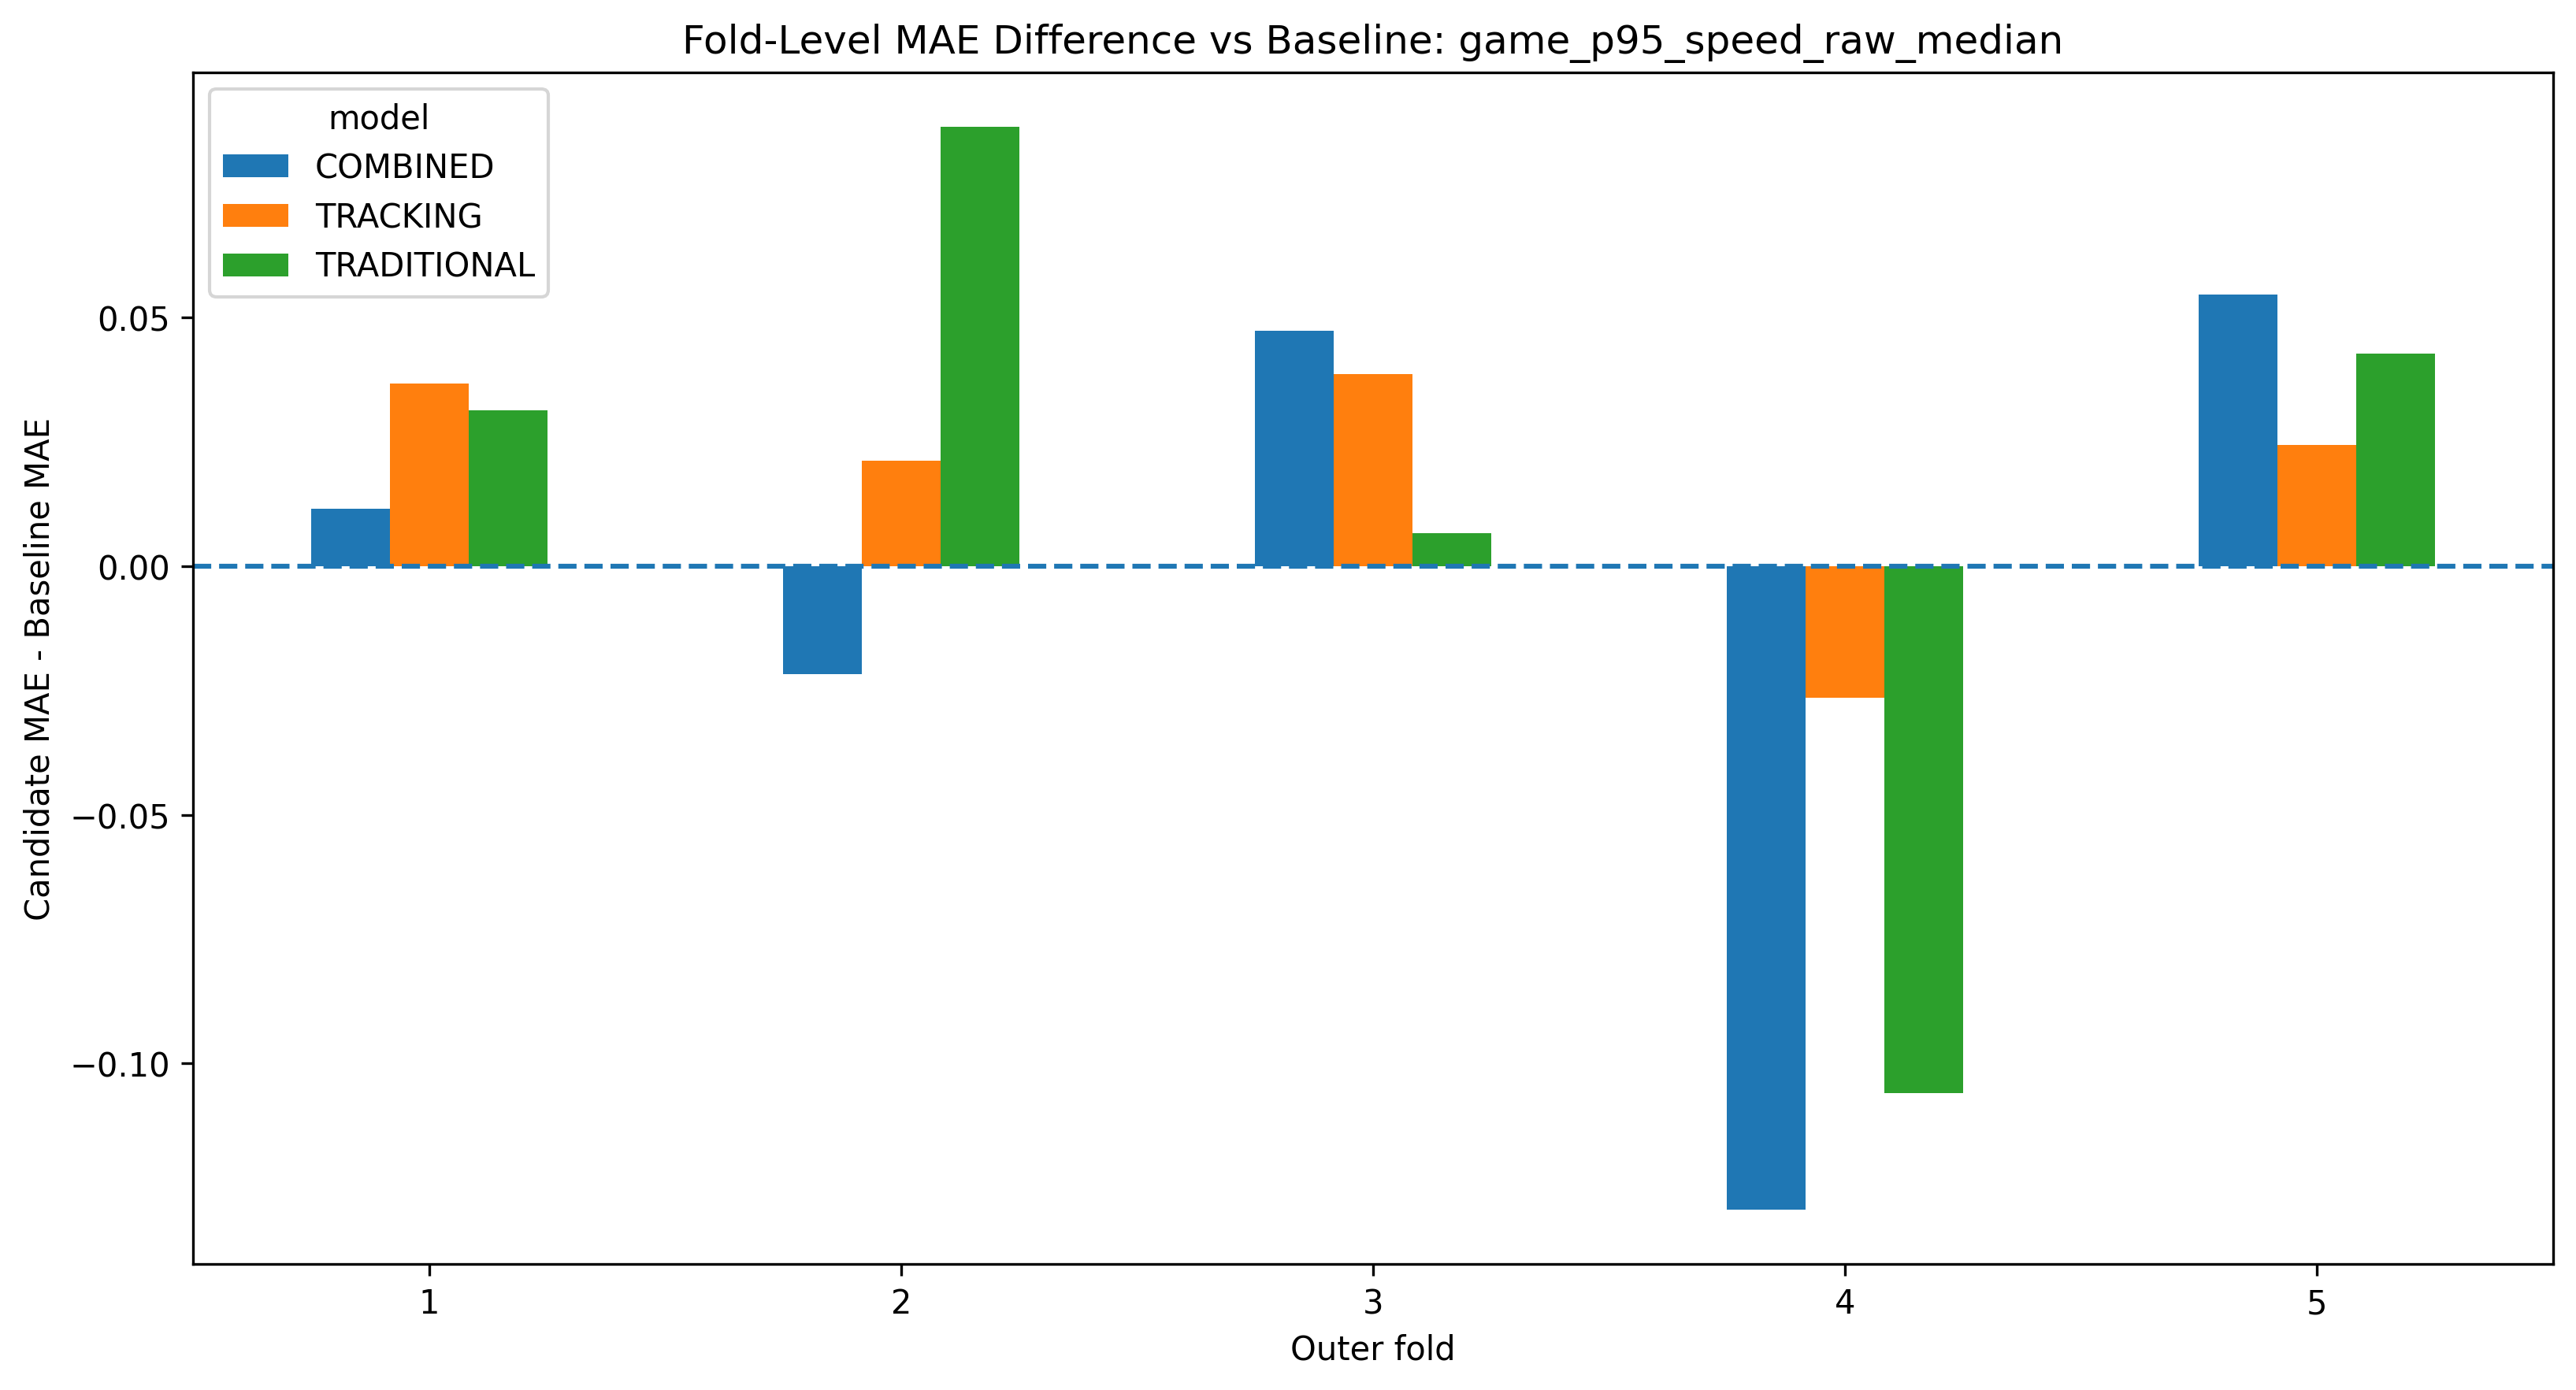 Fold-Level MAE Difference vs Baseline: game_p95_speed_raw_median
model
COMBINED
TRACKING
TRADITIONAL
Candidate MAE - Baseline MAE
0.05
0.00
−0.05
−0.10
1 2 3 4 5
Outer fold